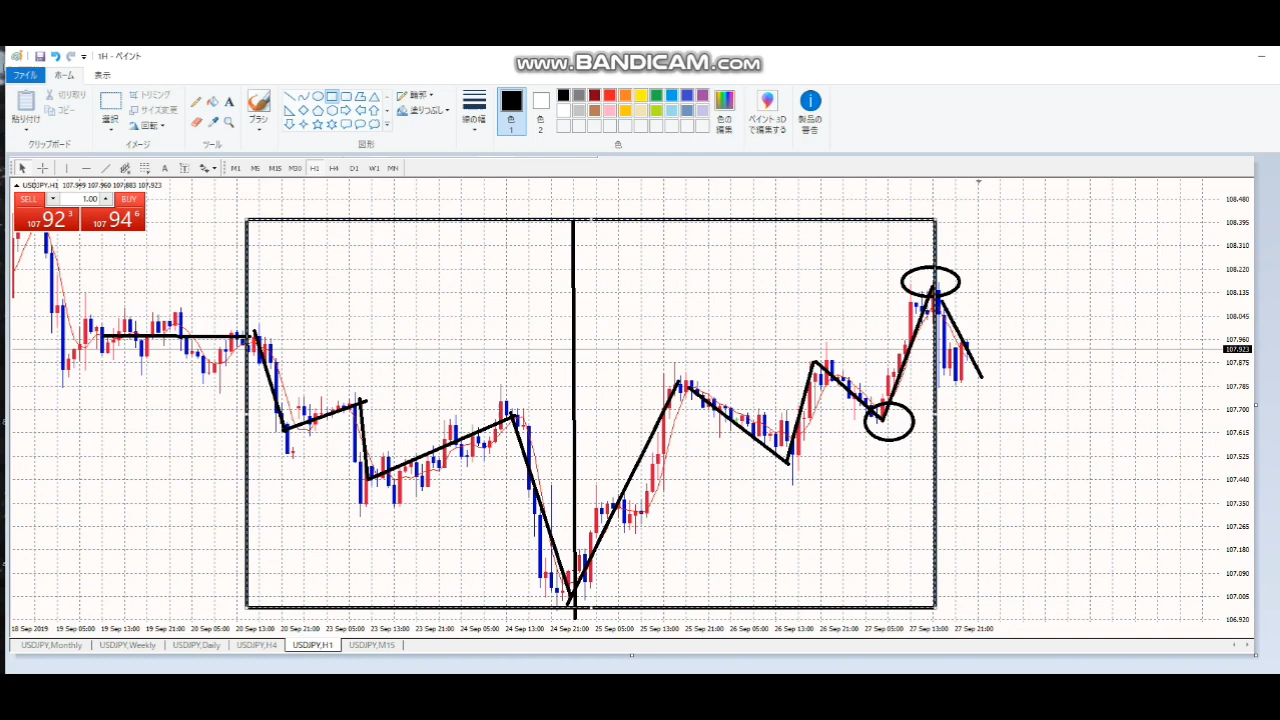 www.BANDICAM.com
1H - ペイント
ファイル ホーム 表示
貼り付け 切り取り コピー クリップボード
選択 トリミング サイズ変更 回転 イメージ
A ツール
ブラシ
輪郭 塗りつぶし 図形
線の幅
色 1 色 2 色の 編集 色
ペイント 3D で編集する
製品の 警告
A T M1 M5 M15 M30 H1 H4 D1 W1 MN
USDJPY,H1 107.949 107.960 107.883 107.923
SELL 1.00 BUY
107 92 3 107 94 6
108.480
108.395
108.310
108.220
108.135
108.045
107.960
107.923
107.875
107.785
107.700
107.615
107.525
107.440
107.350
107.265
107.180
107.090
107.005
106.920
18 Sep 2019 19 Sep 05:00 19 Sep 13:00 19 Sep 21:00 20 Sep 05:00 20 Sep 13:00 20 Sep 21:00 23 Sep 05:00 23 Sep 13:00 23 Sep 21:00 24 Sep 05:00 24 Sep 13:00 24 Sep 21:00 25 Sep 05:00 25 Sep 13:00 25 Sep 21:00 26 Sep 05:00 26 Sep 13:00 26 Sep 21:00 27 Sep 05:00 27 Sep 13:00 27 Sep 21:00
USDJPY,Monthly USDJPY,Weekly USDJPY,Daily USDJPY,H4 USDJPY,H1 USDJPY,M15